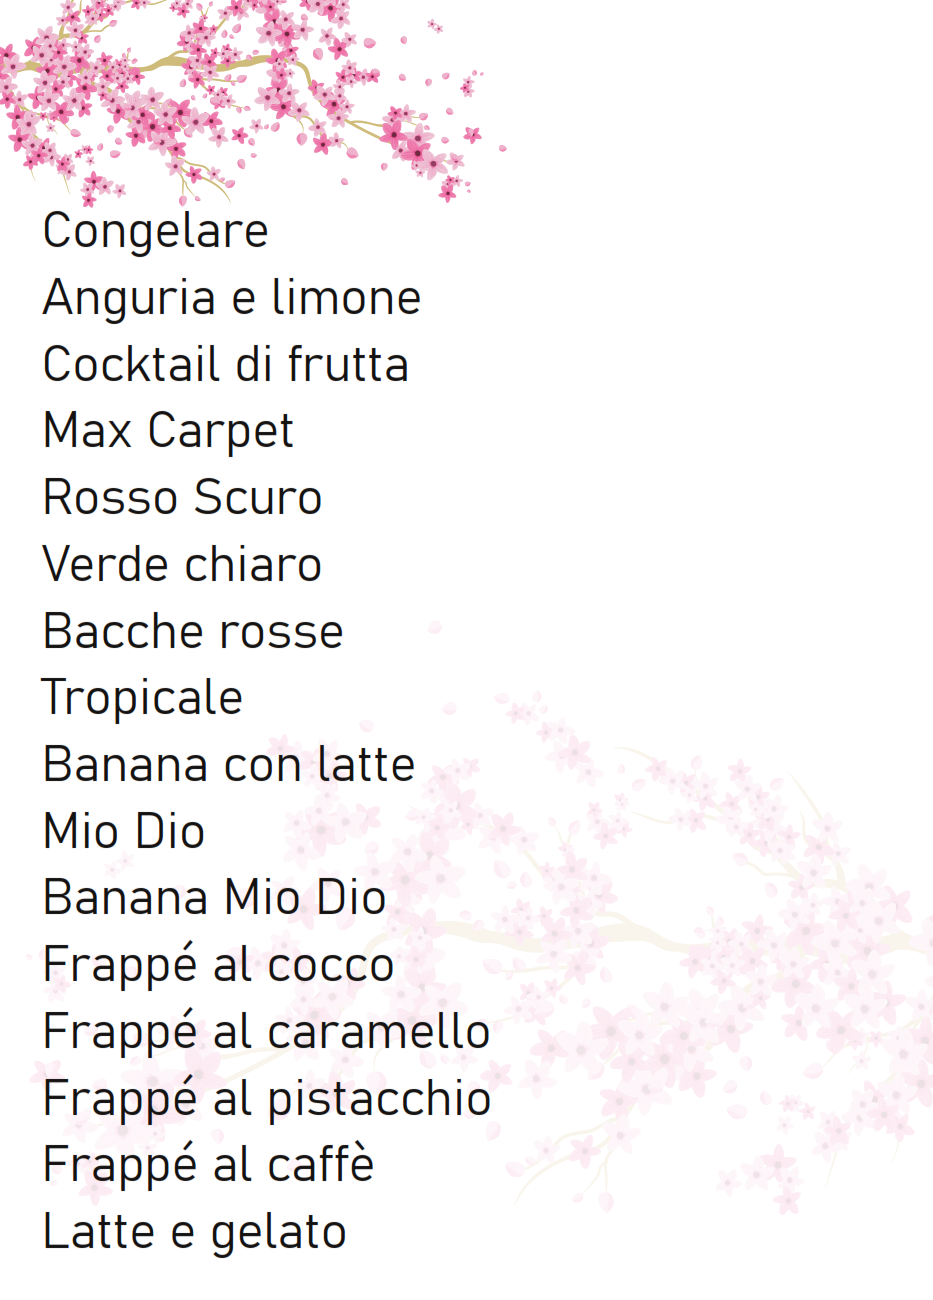 Congelare
Anguria e limone
Cocktail di frutta
Max Carpet
Rosso Scuro
Verde chiaro
Bacche rosse
Tropicale
Banana con latte
Mio Dio
Banana Mio Dio
Frappé al cocco
Frappé al caramello
Frappé al pistacchio
Frappé al caffè
Latte e gelato